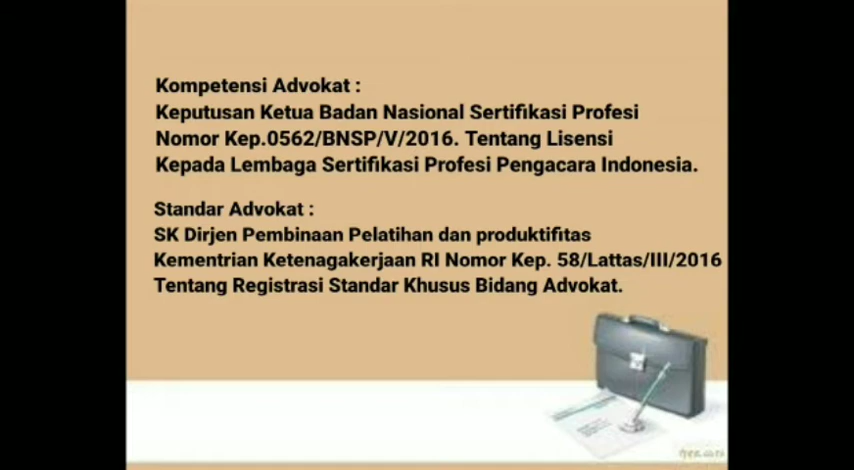 Kompetensi Advokat :
Keputusan Ketua Badan Nasional Sertifikasi Profesi
Nomor Kep.0562/BNSP/V/2016. Tentang Lisensi
Kepada Lembaga Sertifikasi Profesi Pengacara Indonesia.
Standar Advokat :
SK Dirjen Pembinaan Pelatihan dan produktifitas
Kementrian Ketenagakerjaan RI Nomor Kep. 58/Lattas/III/2016
Tentang Registrasi Standar Khusus Bidang Advokat.